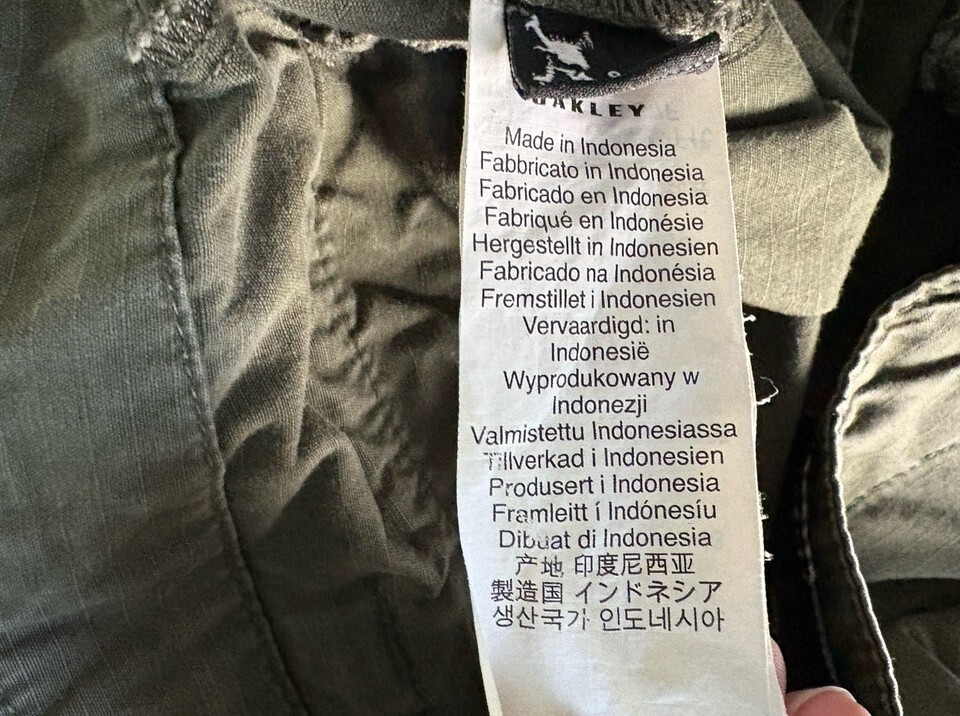 OAKLEY
Made in Indonesia
Fabbricato in Indonesia
Fabricado en Indonesia
Fabriqué en Indonésie
Hergestellt in Indonesien
Fabricado na Indonésia
Fremstillet i Indonesien
Vervaardigd: in
Indonesië
Wyprodukowany w
Indonezji
Valmistettu Indonesiassa
Tillverkad i Indonesien
Produsert i Indonesia
Framleitt í Indónesíu
Dibuat di Indonesia
产地 印度尼西亚
製造国 インドネシア
생산국가 인도네시아